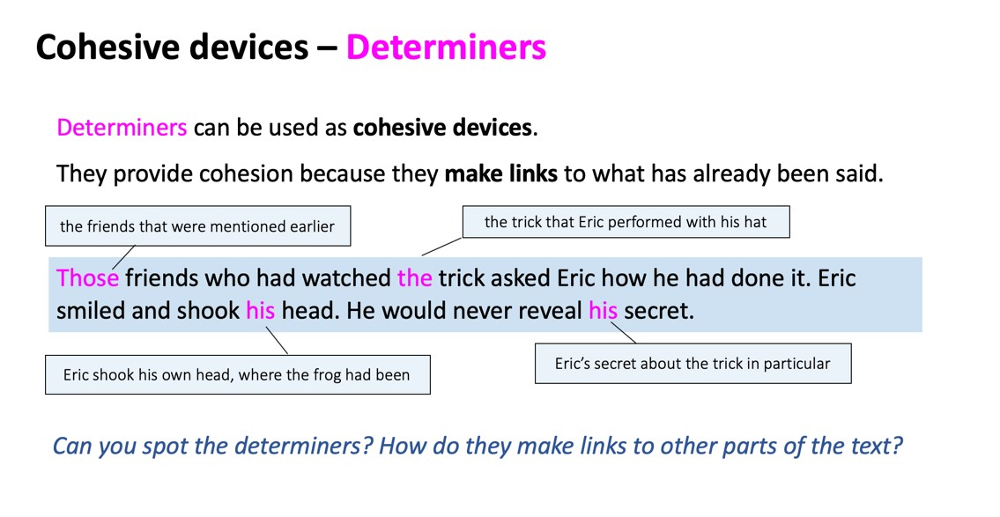 Cohesive devices – Determiners
Determiners can be used as cohesive devices.
They provide cohesion because they make links to what has already been said.
the friends that were mentioned earlier
the trick that Eric performed with his hat
Those friends who had watched the trick asked Eric how he had done it. Eric
smiled and shook his head. He would never reveal his secret.
Eric shook his own head, where the frog had been
Eric’s secret about the trick in particular
Can you spot the determiners? How do they make links to other parts of the text?